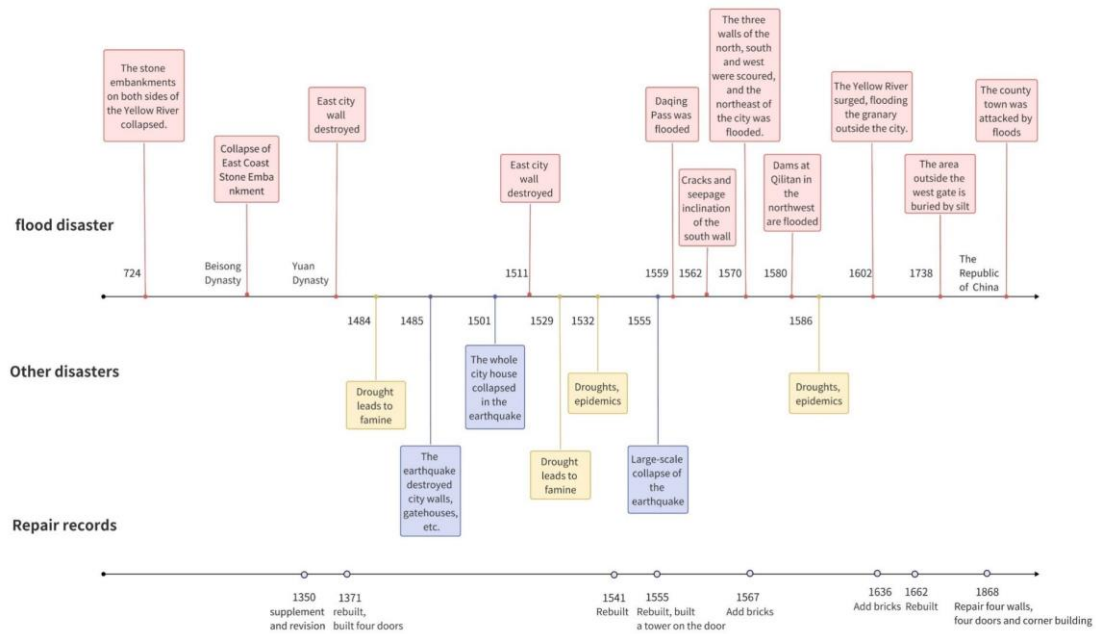 The stone
embankments
on both sides of
the Yellow River
collapsed.
Collapse of
East Coast
Stone Emba
nkment
East city
wall
destroyed
East city
wall
destroyed
Daqing
Pass was
flooded
Cracks and
seepage
inclination
of the
south wall
The three
walls of the
north, south
and west
were scoured,
and the
northeast of
the city was
flooded.
Dams at
Qilitan in
the
northwest
are flooded
The Yellow River
surged, flooding
the granary
outside the city.
The area
outside the
west gate is
buried by silt
The county
town was
attacked by
floods
flood disaster
724
Beisong
Dynasty
Yuan
Dynasty
1511
1559
1562
1570
1580
1602
1738
The
Republic
of China
1484
1485
1501
1529
1532
1555
1586
Other disasters
Drought
leads to
famine
The
earthquake
destroyed
city walls,
gatehouses,
etc.
The whole
city house
collapsed
in the
earthquake
Drought
leads to
famine
Droughts,
epidemics
Large-scale
collapse of
the
earthquake
Droughts,
epidemics
Repair records
1350
supplement
and revision
1371
rebuilt,
built four doors
1541
Rebuilt
1555
Rebuilt, built
a tower on the door
1567
Add bricks
1636
Add bricks
1662
Rebuilt
1868
Repair four walls,
four doors and corner building